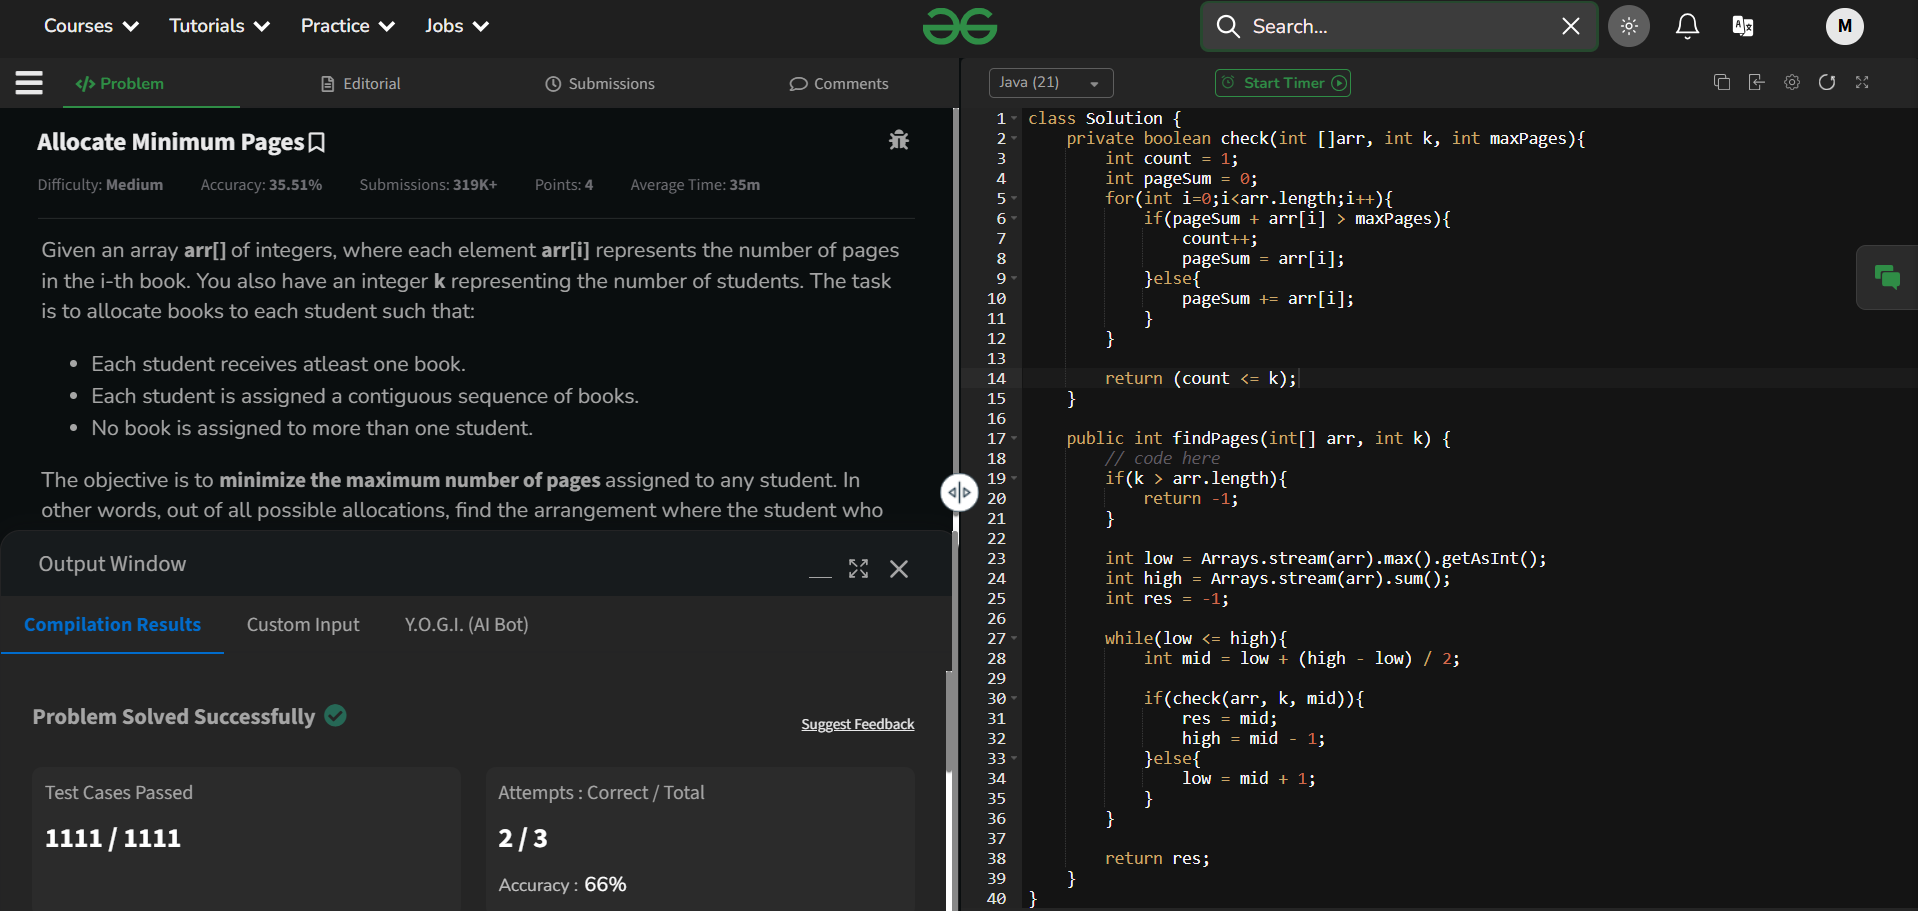 Courses Tutorials Practice Jobs Search... M
Problem Editorial Submissions Comments
Allocate Minimum Pages
Difficulty: Medium Accuracy: 35.51% Submissions: 319K+ Points: 4 Average Time: 35m
Given an array arr[] of integers, where each element arr[i] represents the number of pages
in the i-th book. You also have an integer k representing the number of students. The task
is to allocate books to each student such that:
Each student receives atleast one book.
Each student is assigned a contiguous sequence of books.
No book is assigned to more than one student.
The objective is to minimize the maximum number of pages assigned to any student. In
other words, out of all possible allocations, find the arrangement where the student who
Output Window
Compilation Results Custom Input Y.O.G.I. (AI Bot)
Problem Solved Successfully
Suggest Feedback
Test Cases Passed
1111 / 1111
Attempts : Correct / Total
2 / 3
Accuracy : 66%
Java (21) Start Timer
1 class Solution {
2     private boolean check(int []arr, int k, int maxPages){
3         int count = 1;
4         int pageSum = 0;
5         for(int i=0;i<arr.length;i++){
6             if(pageSum + arr[i] > maxPages){
7                 count++;
8                 pageSum = arr[i];
9             }else{
10                 pageSum += arr[i];
11             }
12         }
13
14         return (count <= k);
15     }
16
17     public int findPages(int[] arr, int k) {
18         // code here
19         if(k > arr.length){
20             return -1;
21         }
22
23         int low = Arrays.stream(arr).max().getAsInt();
24         int high = Arrays.stream(arr).sum();
25         int res = -1;
26
27         while(low <= high){
28             int mid = low + (high - low) / 2;
29
30             if(check(arr, k, mid)){
31                 res = mid;
32                 high = mid - 1;
33             }else{
34                 low = mid + 1;
35             }
36         }
37
38         return res;
39     }
40 }